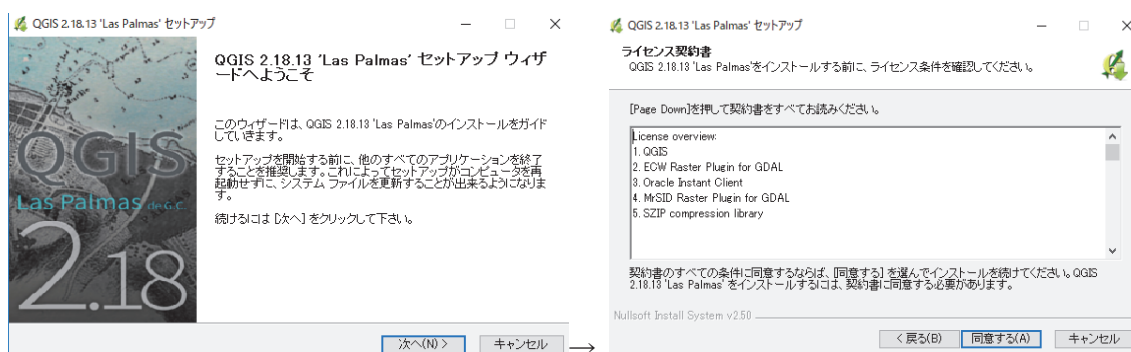 QGIS 2.18.13 'Las Palmas' セットアップ
QGIS
Las Palmas de G.C.
2.18
QGIS 2.18.13 'Las Palmas' セットアップ ウィザ
ードへようこそ
このウィザードは、QGIS 2.18.13 'Las Palmas'のインストールをガイド
していきます。
セットアップを開始する前に、他のすべてのアプリケーションを終了
することを推奨します。これによってセットアップがコンピュータを再
起動せずに、システム ファイルを更新することが出来るようになりま
す。
続けるには [次へ] をクリックして下さい。
次へ(N) >
キャンセル
→
QGIS 2.18.13 'Las Palmas' セットアップ
ライセンス契約書
QGIS 2.18.13 'Las Palmas'をインストールする前に、ライセンス条件を確認してください。
[Page Down]を押して契約書をすべてお読みください。
License overview:
1. QGIS
2. ECW Raster Plugin for GDAL
3. Oracle Instant Client
4. MrSID Raster Plugin for GDAL
5. SZIP compression library
契約書のすべての条件に同意するならば、[同意する] を選んでインストールを続けてください。QGIS
2.18.13 'Las Palmas' をインストールするには、契約書に同意する必要があります。
Nullsoft Install System v2.50
< 戻る(B)
同意する(A)
キャンセル